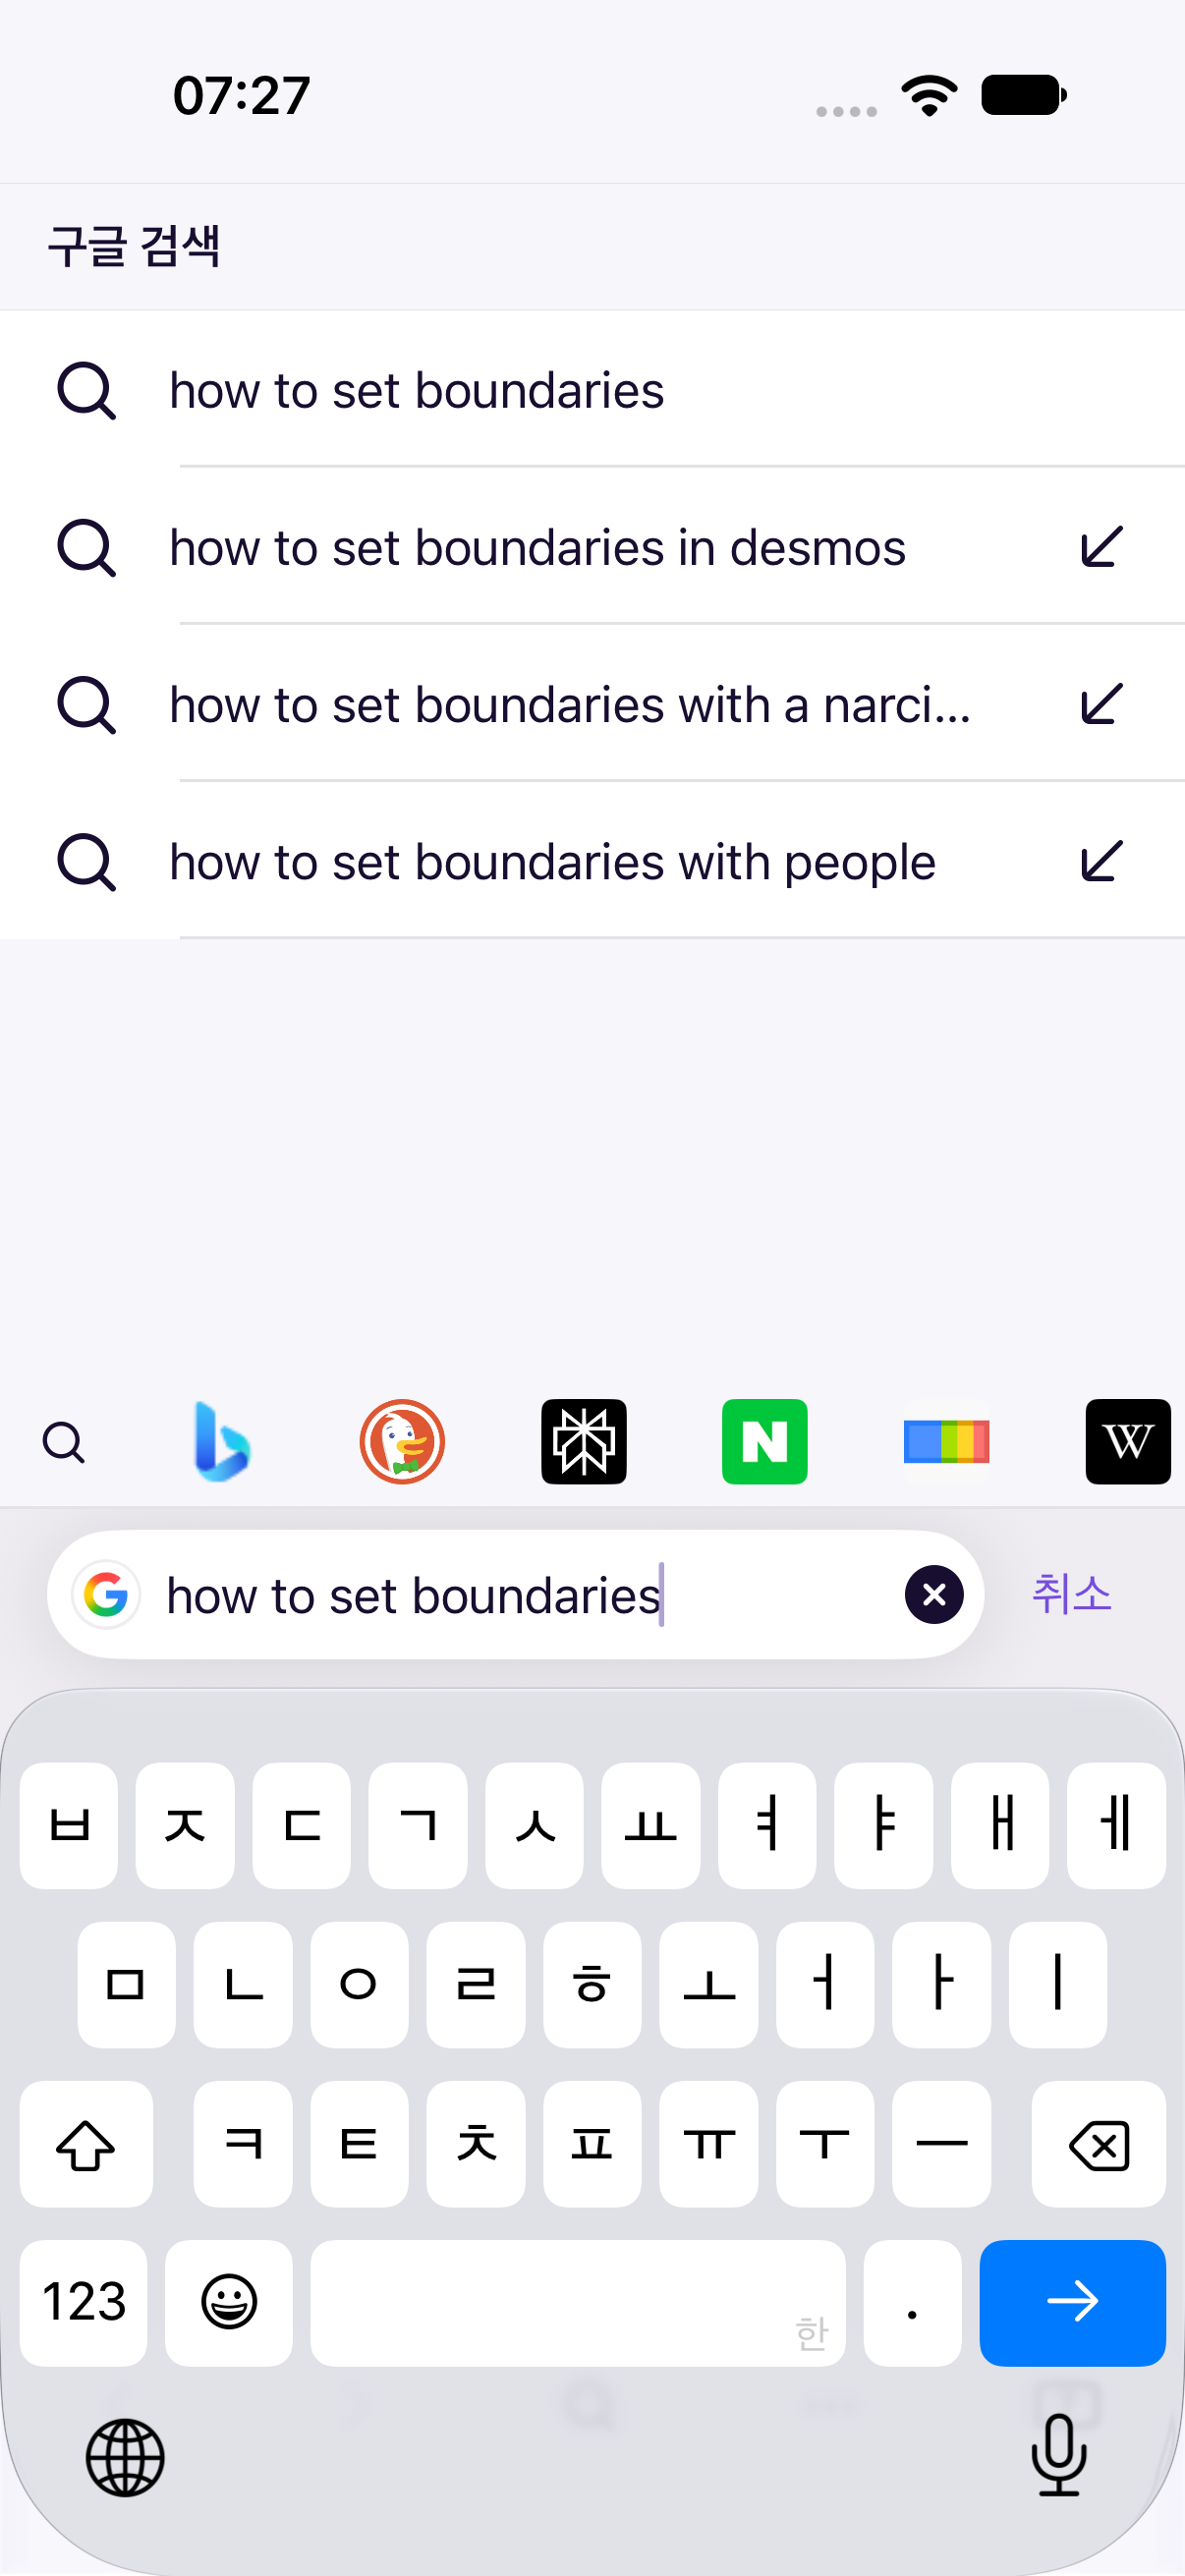 07:27
구글 검색
how to set boundaries
how to set boundaries in desmos
how to set boundaries with a narci...
how to set boundaries with people
N
W
G how to set boundaries 취소
ㅂ ㅈ ㄷ ㄱ ㅅ ㅛ ㅕ ㅑ ㅐ ㅔ
ㅁ ㄴ ㅇ ㄹ ㅎ ㅗ ㅓ ㅏ ㅣ
ㅋ ㅌ ㅊ ㅍ ㅠ ㅜ ㅡ
123 한 .